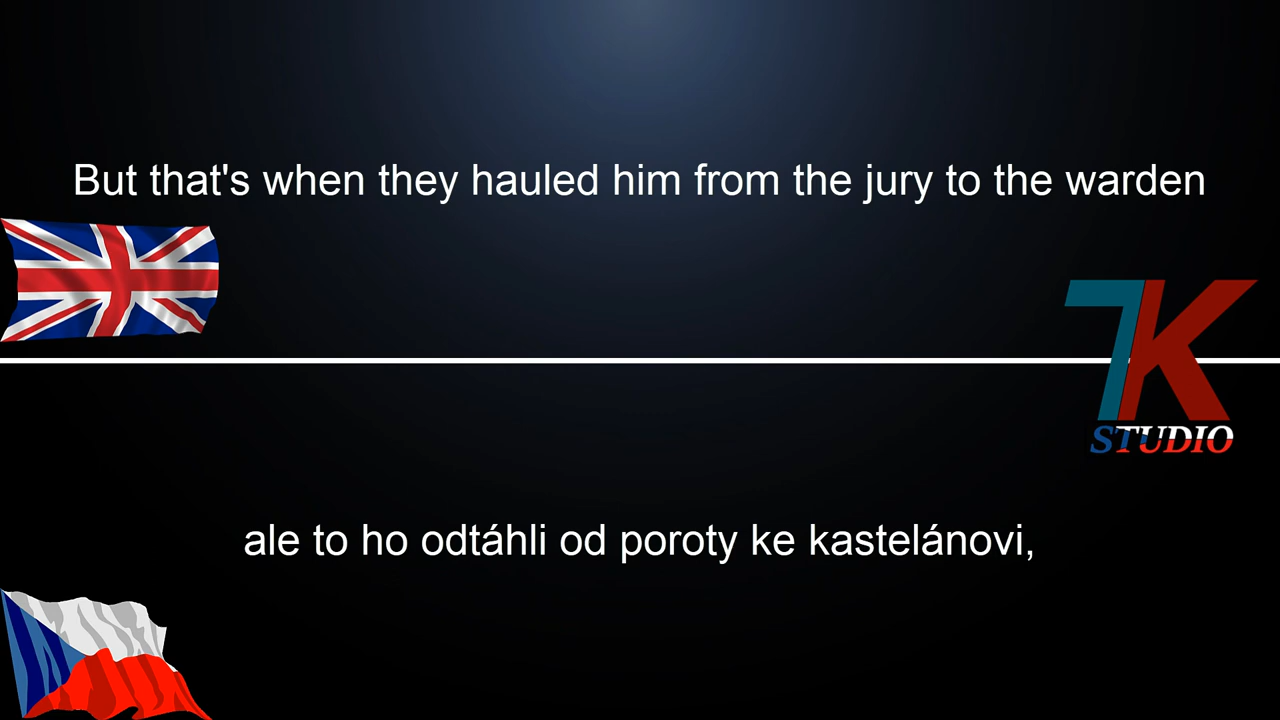 But that's when they hauled him from the jury to the warden
TK
STUDIO
ale to ho odtáhli od poroty ke kastelánovi,